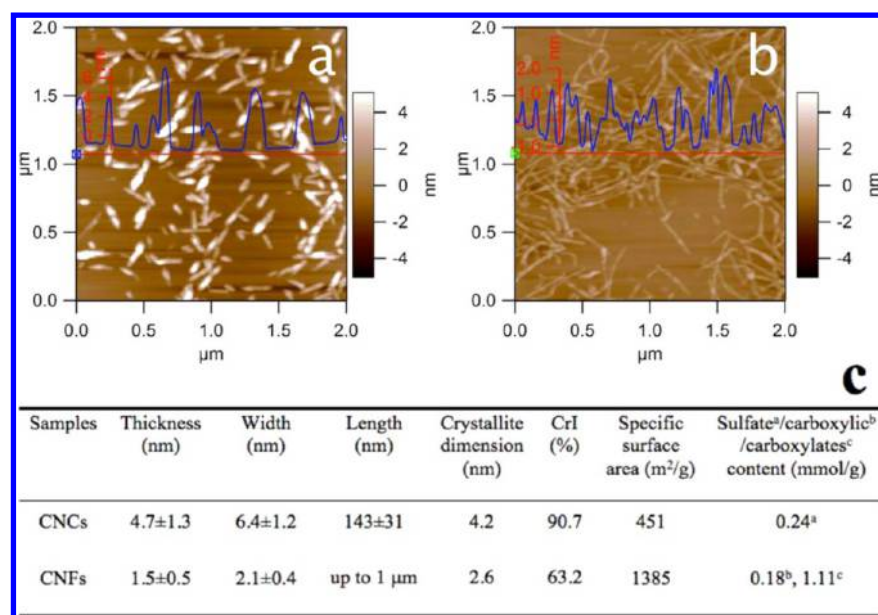 a
b
2.0
1.5
1.0
0.5
0.0
μm
0.0 0.5 1.0 1.5 2.0
μm
4
2
0
-2
-4
nm
2.0
1.5
1.0
0.5
0.0
μm
nm
2.0
1.0
0.0 0.5 1.0 1.5 2.0
μm
4
2
0
-2
-4
nm
c
Samples Thickness (nm) Width (nm) Length (nm) Crystallite dimension (nm) CrI (%) Specific surface area (m²/g) Sulfateᵃ/carboxylicᵇ /carboxylatesᶜ content (mmol/g)
CNCs 4.7±1.3 6.4±1.2 143±31 4.2 90.7 451 0.24ᵃ
CNFs 1.5±0.5 2.1±0.4 up to 1 μm 2.6 63.2 1385 0.18ᵇ, 1.11ᶜ